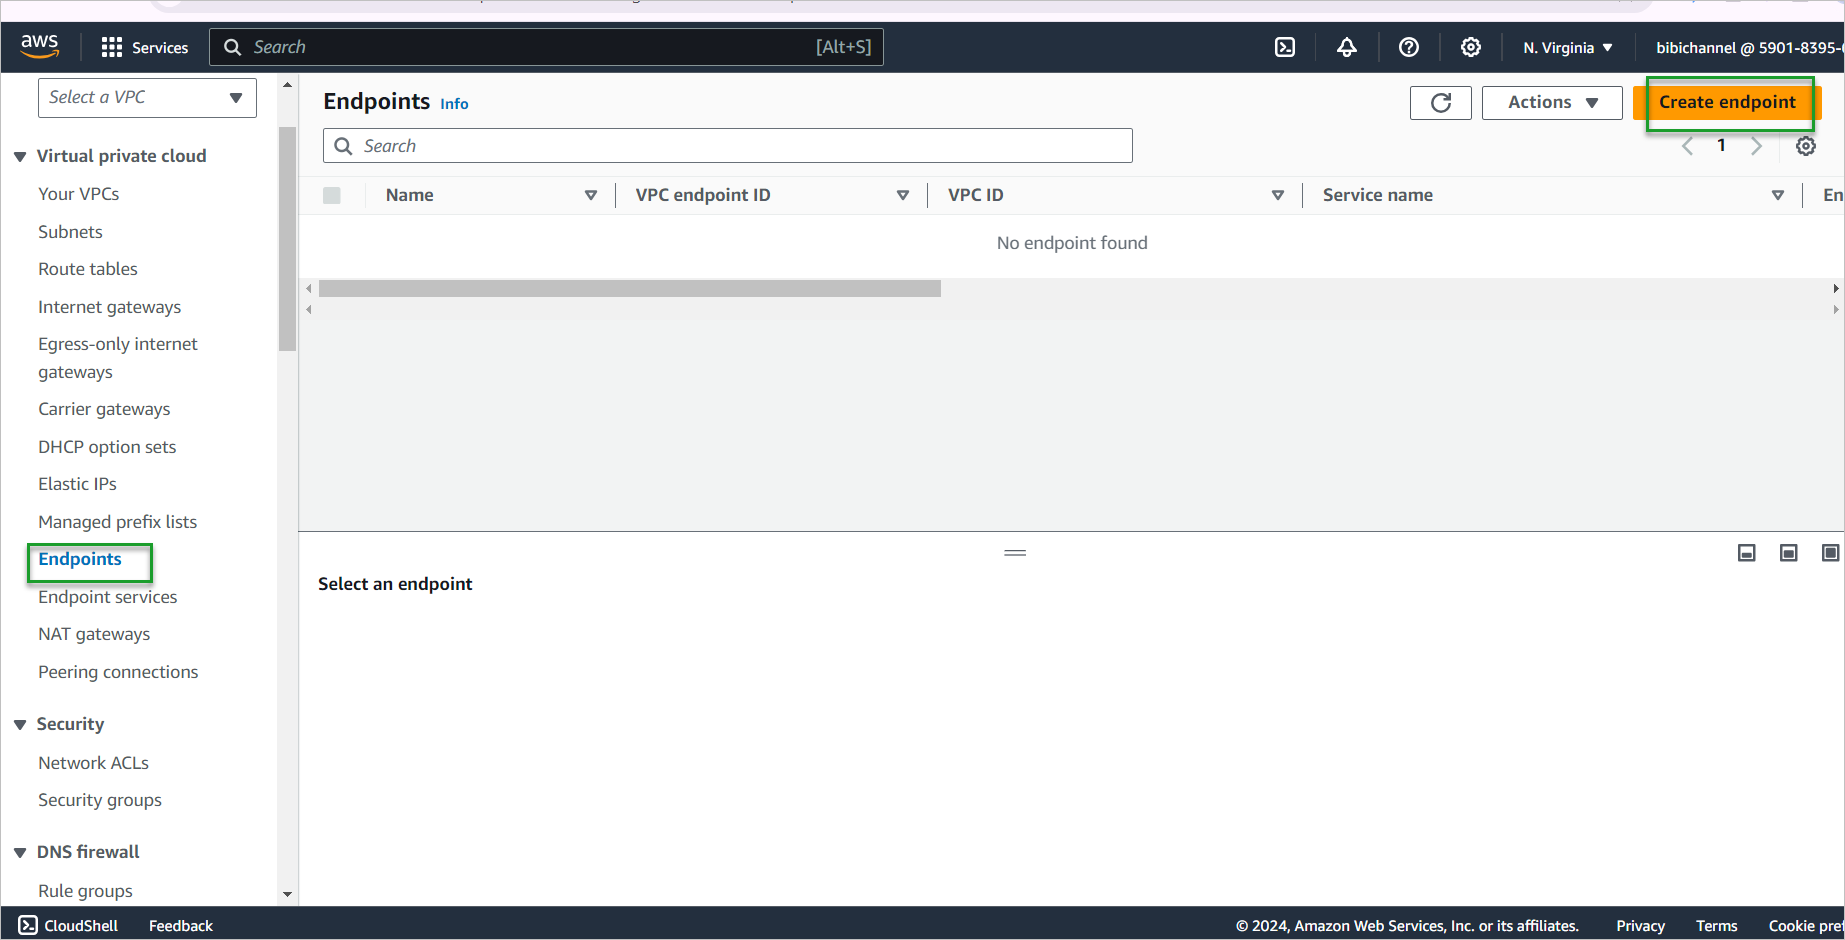 aws
Services
Search
[Alt+S]
N. Virginia
bibichannel @ 5901-8395-
Select a VPC
Virtual private cloud
Your VPCs
Subnets
Route tables
Internet gateways
Egress-only internet
gateways
Carrier gateways
DHCP option sets
Elastic IPs
Managed prefix lists
Endpoints
Endpoint services
NAT gateways
Peering connections
Security
Network ACLs
Security groups
DNS firewall
Rule groups
Endpoints Info
Actions
Create endpoint
Search
1
Name
VPC endpoint ID
VPC ID
Service name
En
No endpoint found
Select an endpoint
CloudShell
Feedback
© 2024, Amazon Web Services, Inc. or its affiliates.
Privacy
Terms
Cookie pref